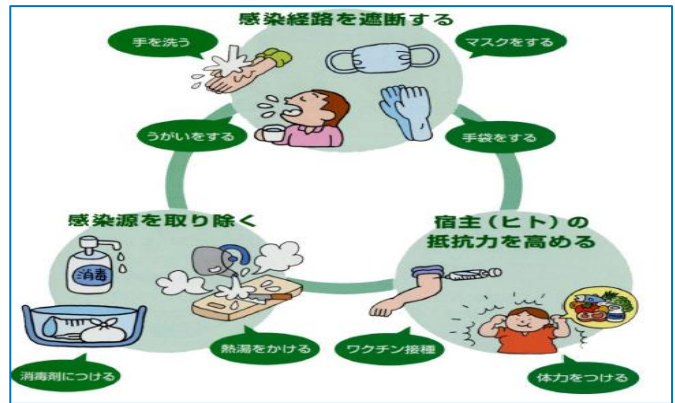 感染経路を遮断する
手を洗う
マスクをする
うがいをする
手袋をする
感染源を取り除く
宿主（ヒト）の
抵抗力を高める
消毒
熱湯をかける
ワクチン接種
消毒剤につける
体力をつける